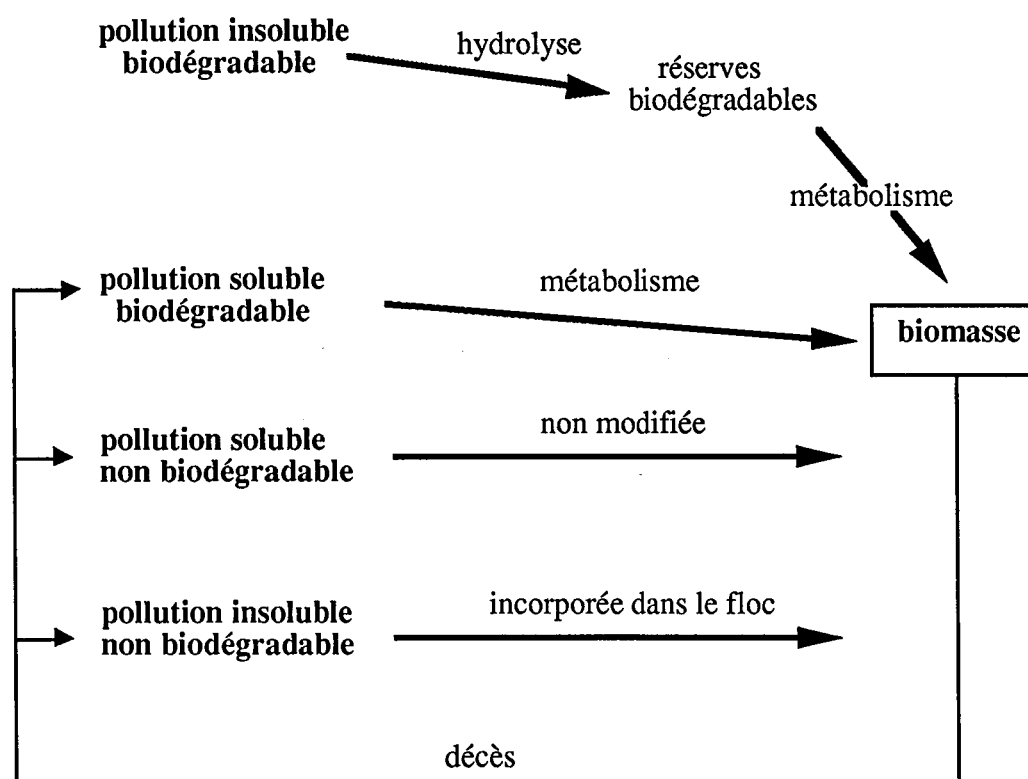 pollution insoluble
biodégradable
hydrolyse
réserves
biodégradables
métabolisme
pollution soluble
biodégradable
métabolisme
biomasse
pollution soluble
non biodégradable
non modifiée
pollution insoluble
non biodégradable
incorporée dans le floc
décès